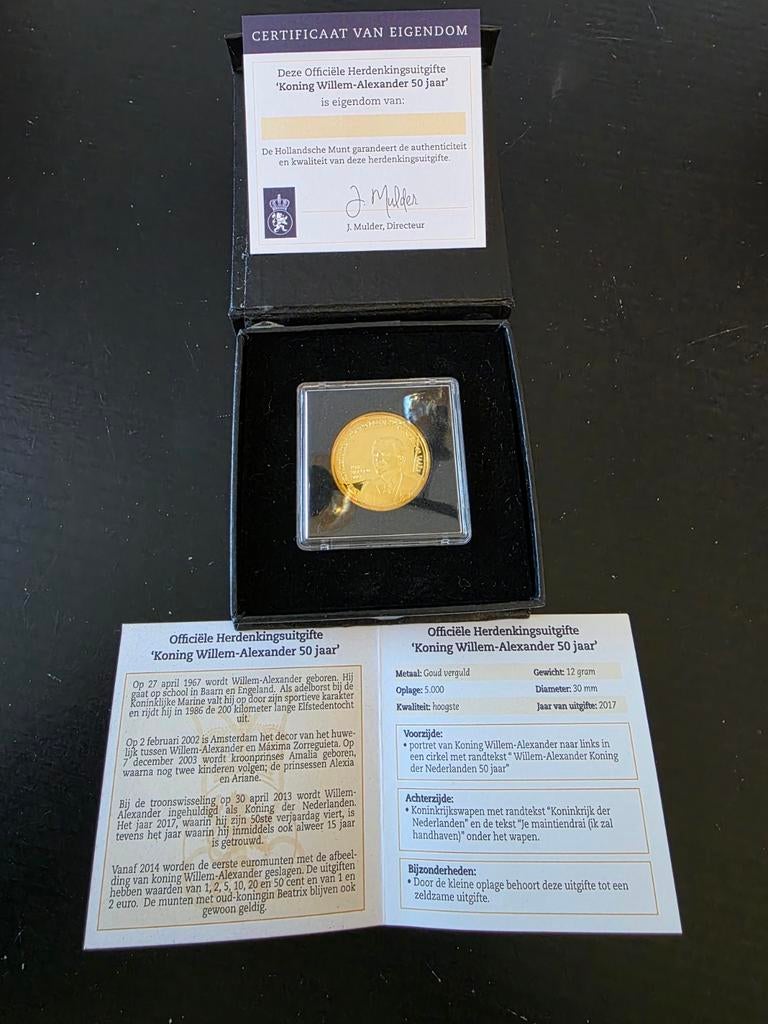 CERTIFICAAT VAN EIGENDOM
Deze Officiële Herdenkingsuitgifte
‘Koning Willem-Alexander 50 jaar’
is eigendom van:
De Hollandsche Munt garandeert de authenticiteit
en kwaliteit van deze herdenkingsuitgifte.
J. Mulder
J. Mulder, Directeur
Officiële Herdenkingsuitgifte
‘Koning Willem-Alexander 50 jaar’
Op 27 april 1967 wordt Willem-Alexander geboren. Hij
gaat op school in Baarn en Engeland. Als adelborst bij de
Koninklijke Marine valt hij op door zijn sportieve karakter
en rijdt hij in 1986 de 200 kilometer lange Elfstedentocht
uit.
Op 2 februari 2002 is Amsterdam het decor van het huwe-
lijk tussen Willem-Alexander en Máxima Zorreguieta. Op
7 december 2003 wordt kroonprinses Amalia geboren,
waarna nog twee kinderen volgen; de prinsessen Alexia
en Ariane.
Bij de troonswisseling op 30 april 2013 wordt Willem-
Alexander ingehuldigd als Koning der Nederlanden.
Het jaar 2017, waarin hij zijn 50ste verjaardag viert, is
tevens het jaar waarin hij inmiddels ook alweer 15 jaar
is getrouwd.
Vanaf 2014 worden de eerste euromunten met de afbeel-
ding van koning Willem-Alexander geslagen. De uitgiften
hebben waarden van 1, 2, 5, 10, 20 en 50 cent en van 1 en
2 euro. De munten met oud-koningin Beatrix blijven ook
gewoon geldig.
Officiële Herdenkingsuitgifte
‘Koning Willem-Alexander 50 jaar’
Metaal: Goud verguld Gewicht: 12 gram
Oplage: 5.000 Diameter: 30 mm
Kwaliteit: hoogste Jaar van uitgifte: 2017
Voorzijde:
• portret van Koning Willem-Alexander naar links in
een cirkel met randtekst “ Willemander Koning
der Nederlanden 50 jaar”
Achterzijde:
• Koninkrijkswapen met randtekst “Koninkrijk der
Nederlanden” en de tekst “Je maintiendrai (ik zal
handhaven)” onder het wapen.
Bijzonderheden:
• Door de kleine oplage behoort deze uitgifte tot een
zeldzame uitgifte.